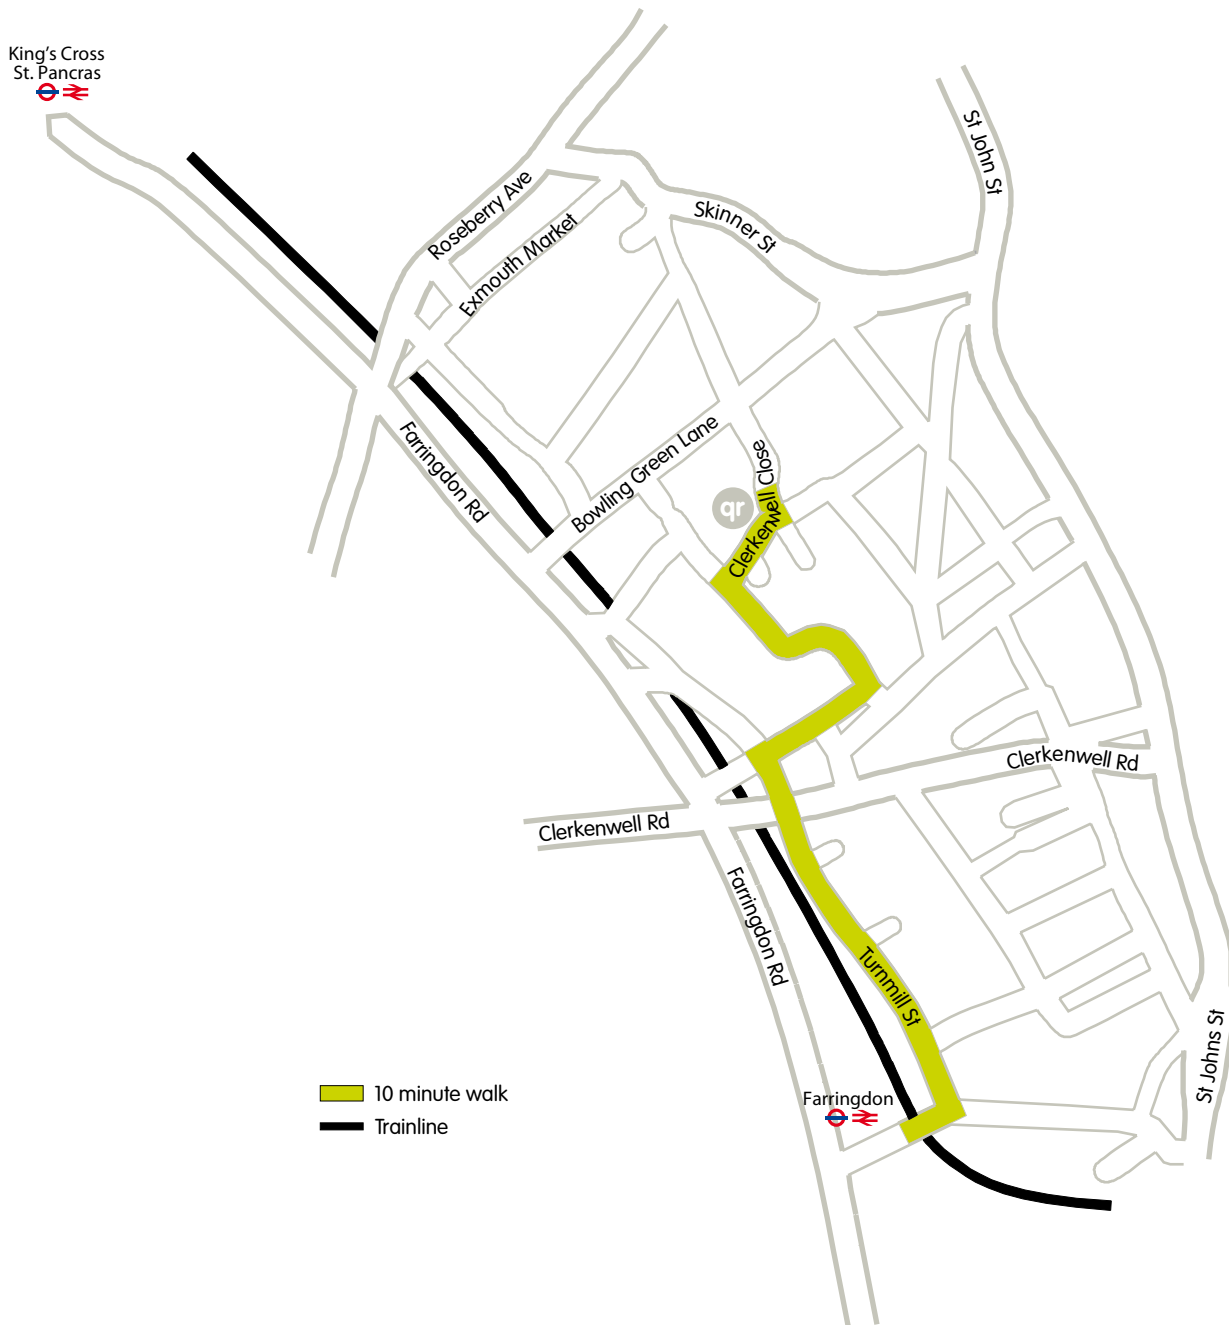 King's Cross
St. Pancras
St John St
Roseberry Ave
Skinner St
Exmouth Market
Farringdon Rd
Bowling Green Lane
Clerkenwell Close
qr
Clerkenwell Rd
Clerkenwell Rd
Farringdon Rd
Turnmill St
St Johns St
Farringdon
10 minute walk
Trainline